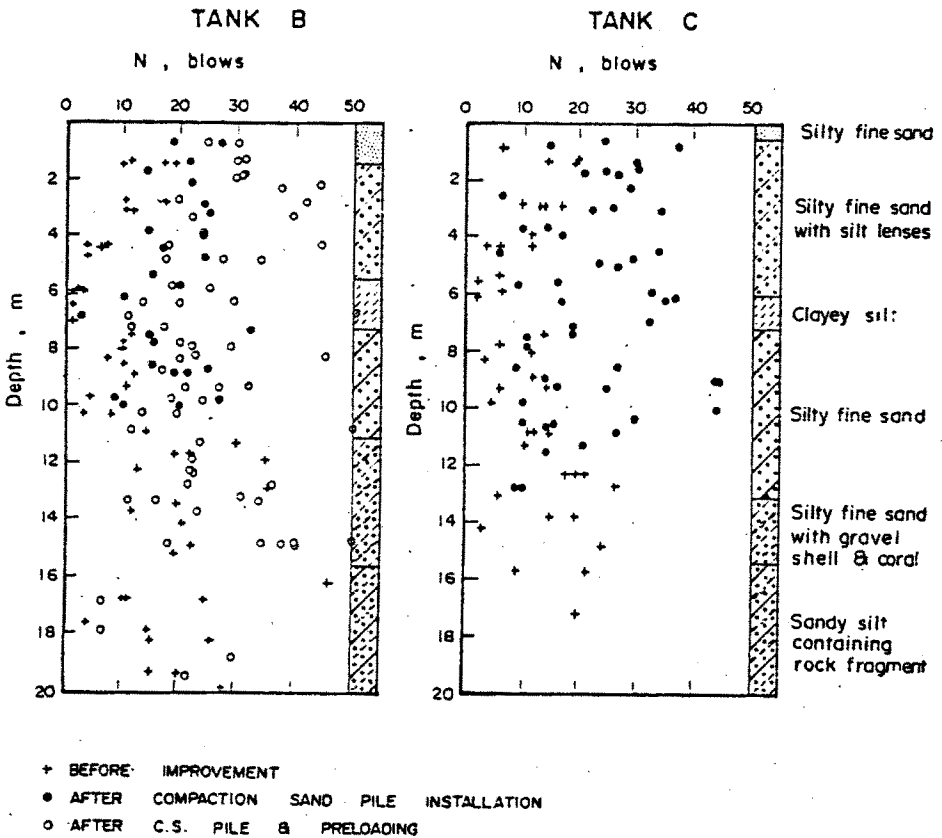 TANK B
N , blows
0 10 20 30 40 50
2
4
6
8
10
12
14
16
18
20
Depth , m
TANK C
N , blows
0 10 20 30 40 50
2
4
6
8
10
12
14
16
18
20
Depth , m
Silty fine sand
Silty fine sand
with silt lenses
Clayey silt
Silty fine sand
Silty fine sand
with gravel
shell & coral
Sandy silt
containing
rock fragment
+ BEFORE IMPROVEMENT
● AFTER COMPACTION SAND PILE INSTALLATION
○ AFTER C.S. PILE & PRELOADING